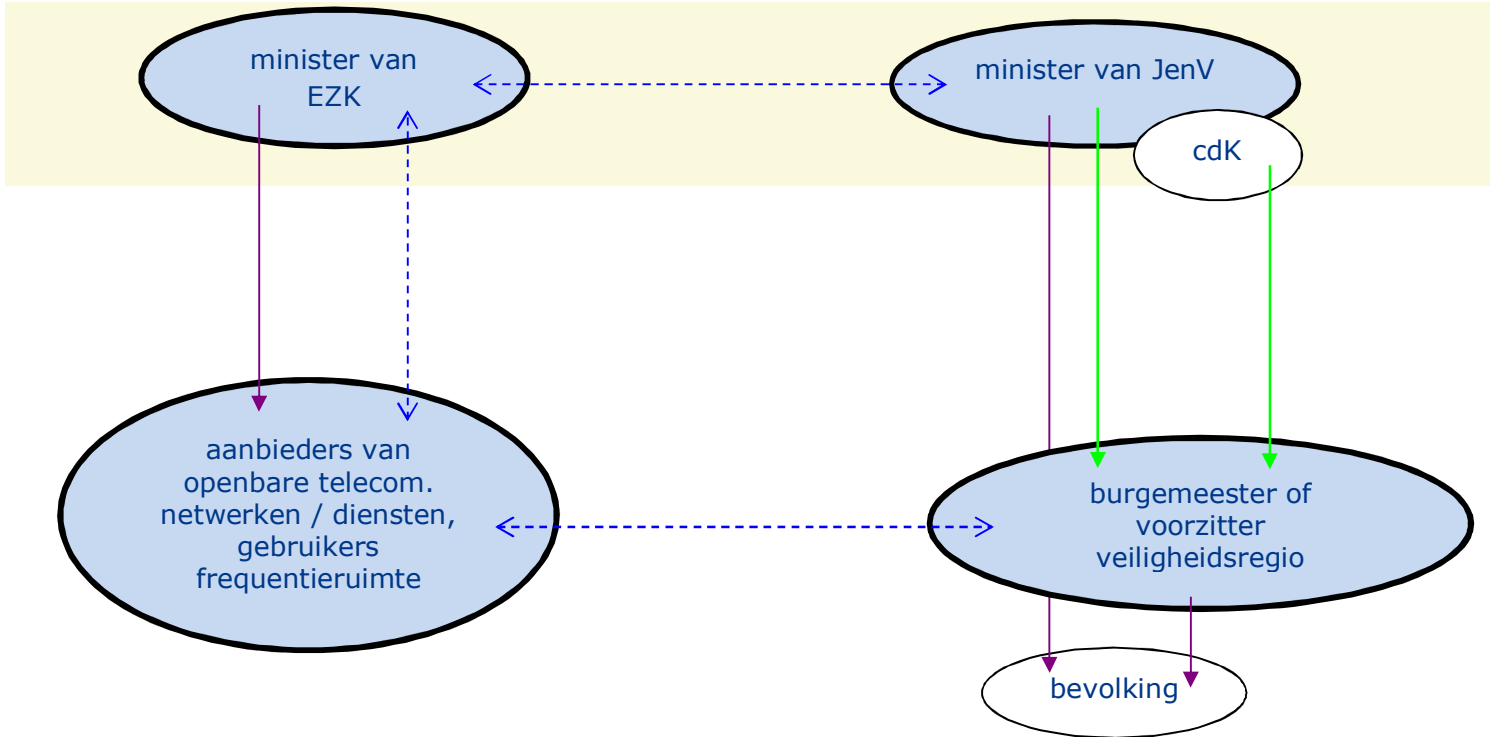 minister van
EZK
minister van JenV
cdK
aanbieders van
openbare telecom.
netwerken / diensten,
gebruikers
frequentieruimte
burgemeester of
voorzitter
veiligheidsregio
bevolking